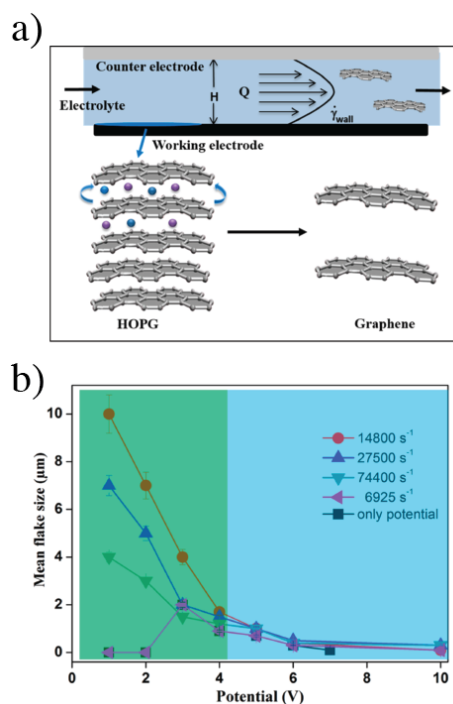 a)
Counter electrode
H
Q
Electrolyte
γ̇wall
Working electrode
HOPG
Graphene
b)
Mean flake size (μm)
10
8
6
4
2
0
14800 s⁻¹
27500 s⁻¹
74400 s⁻¹
6925 s⁻¹
only potential
0 2 4 6 8 10
Potential (V)